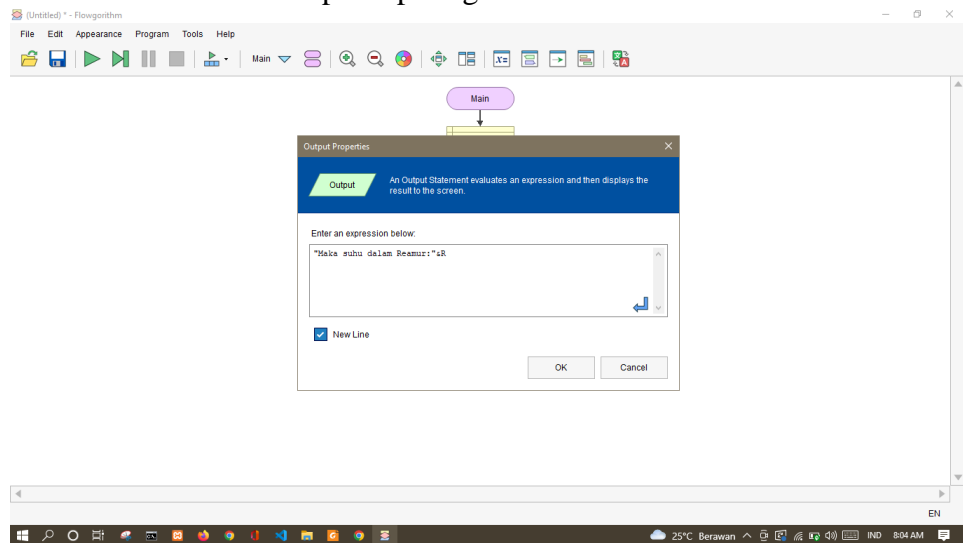 (Untitled) * - Flowgorithm
File Edit Appearance Program Tools Help
Main
x=
Main
Output Properties
Output
An Output Statement evaluates an expression and then displays the
result to the screen.
Enter an expression below:
"Maka suhu dalam Reamur:"&R
New Line
OK Cancel
EN
25°C Berawan IND 8:04 AM